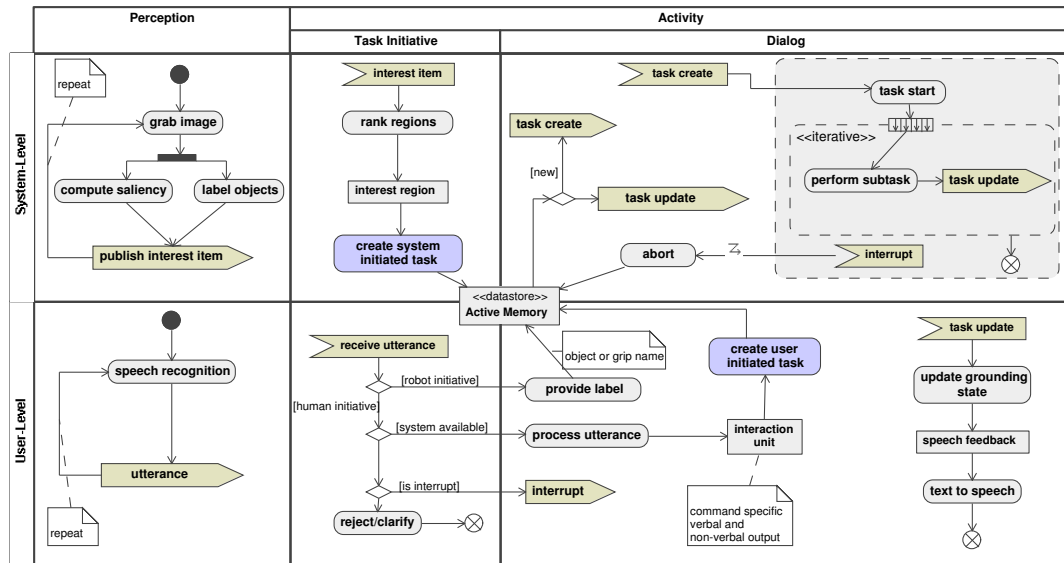 Perception
Activity
Task Initiative
Dialog
System-Level
repeat
grab image
compute saliency
label objects
publish interest item
interest item
rank regions
interest region
create system
initiated task
task create
task start
<<iterative>>
perform subtask
task update
task create
[new]
task update
abort
interrupt
<<datastore>>
Active Memory
User-Level
speech recognition
utterance
repeat
receive utterance
[robot initiative]
[human initiative]
[system available]
[is interrupt]
reject/clarify
object or grip name
provide label
process utterance
interrupt
create user
initiated task
interaction
unit
command specific
verbal and
non-verbal output
task update
update grounding
state
speech feedback
text to speech